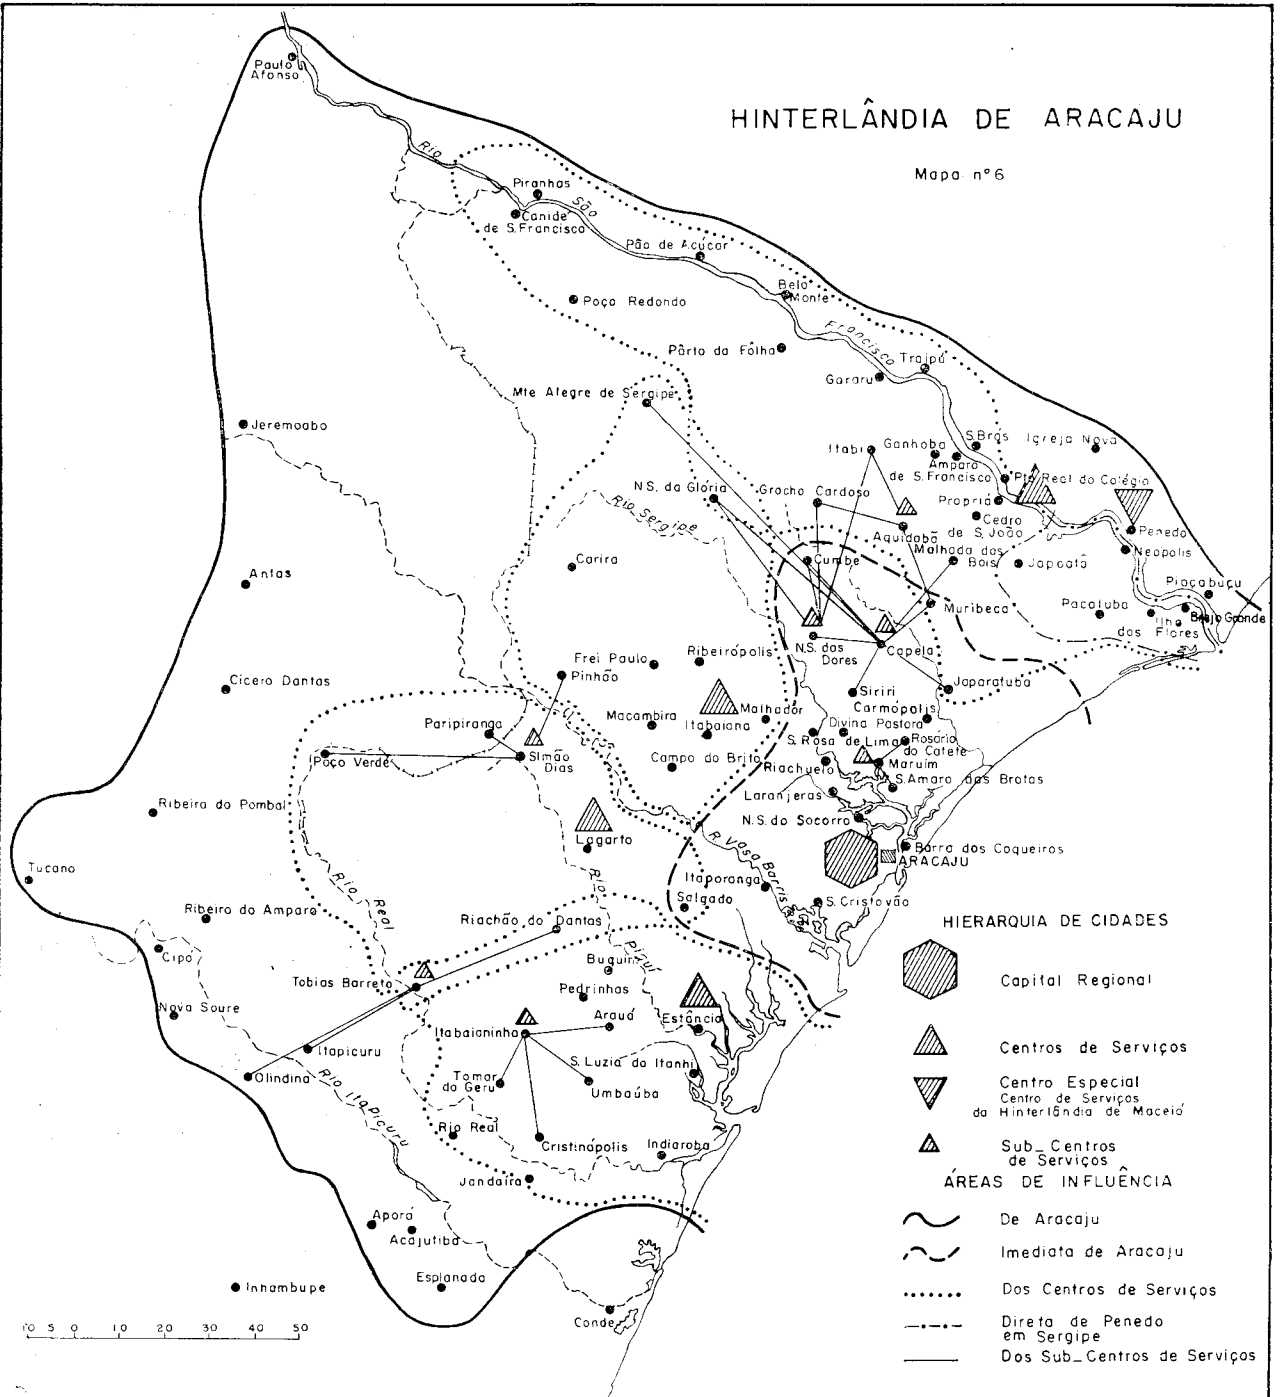 HINTERLÂNDIA DE ARACAJU
Mapa nº 6
Paulo
Afonso
Rio
São
Francisco
Piranhas
Canidé
de S. Francisco
Pão de Açúcar
Belo
Monte
Poço Redondo
Pôrto da Fôlha
Traipú
Gararu
Mte Alegre de Sergipe
Jeremoabo
Itabi
Ganhoba
S. Brás
Igreja Nova
Amparo
de S. Francisco
Pto Real do Colégio
N.S. da Glória
Gracho Cardoso
Propriá
Cedro
de S. João
Penedo
Rio Sergipe
Aquidabã
Malhada dos
Bois
Neópolis
Carira
Cumbe
Japoatã
Antas
Piaçabuçu
Muribeca
Pacatuba
Ilha
das Flores
Brejo Grande
N.S. das
Dores
Capela
Frei Paulo
Ribeirópolis
Pinhão
Cícero Dantas
Siriri
Japaratuba
Carmópolis
Macambira
Itabaiana
Malhador
Divina Pastora
Paripiranga
S. Rosa de Lima
Rosário
do Catete
Poço Verde
Simão
Dias
Campo do Brito
Riachuelo
Maruím
S. Amaro das Brotas
Laranjeras
Ribeira do Pombal
N.S. do Socorro
Lagarto
R. Vasa Barris
Barra dos Coqueiros
ARACAJU
Tucano
Itaporanga
Rio Real
Rio Piauí
Salgado
S. Cristovão
Ribeiro do Amparo
Riachão do Dantas
Cipó
Buquim
Tobias Barreto
Pedrinhas
Nova Soure
Arauá
Estância
Itabaianinha
Itapicuru
S. Luzia do Itanhi
Olindina
Tomar
do Geru
Umbaúba
Rio Itapicuru
Rio Real
Cristinápolis
Indiaroba
Jandaíra
Aporá
Acajutiba
Esplanada
Inhambupe
Conde
10 5 0 10 20 30 40 50
HIERARQUIA DE CIDADES
Capital Regional
Centros de Serviços
Centro Especial
Centro de Serviços
da Hinterlândia de Maceió
Sub_Centros
de Serviços
ÁREAS DE INFLUÊNCIA
De Aracaju
Imediata de Aracaju
Dos Centros de Serviços
Direta de Penedo
em Sergipe
Dos Sub_Centros de Serviços